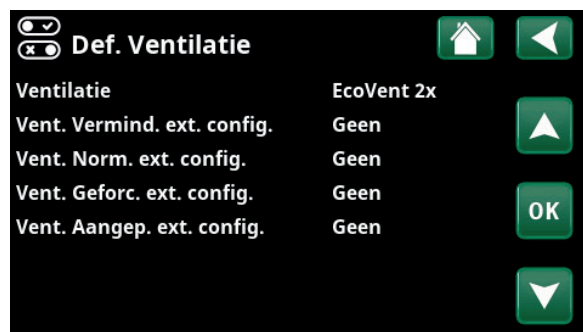 Def. Ventilatie
Ventilatie EcoVent 2x
Vent. Vermind. ext. config. Geen
Vent. Norm. ext. config. Geen
Vent. Geforc. ext. config. Geen
Vent. Aangep. ext. config. Geen
OK